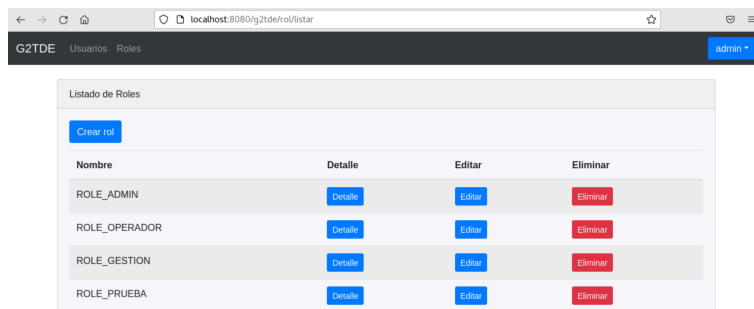 localhost:8080/g2tde/rol/listar
G2TDE Usuarios Roles admin
Listado de Roles
Crear rol
Nombre Detalle Editar Eliminar
ROLE_ADMIN Detalle Editar Eliminar
ROLE_OPERADOR Detalle Editar Eliminar
ROLE_GESTION Detalle Editar Eliminar
ROLE_PRUEBA Detalle Editar Eliminar